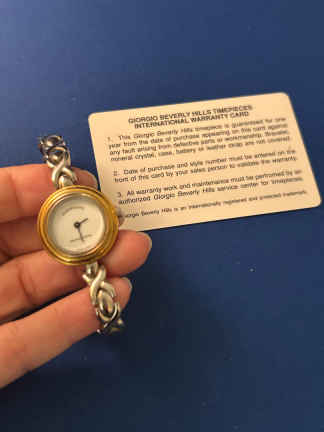 GIORGIO BEVERLY HILLS TIMEPIECES
INTERNATIONAL WARRANTY CARD
1. This Giorgio Beverly Hills timepiece is guaranteed for one
year from the date of purchase appearing on this card against
any fault arising from defective parts or workmanship. Bracelet,
mineral crystal, case, battery or leather strap are not covered.
2. Date of purchase and style number must be entered on the
front of this card by your sales person to validate the warranty.
3. All warranty work and maintenance must be perfromed by an
authorized Giorgio Beverly Hills service center for timepieces.
Giorgio Beverly Hills is an internationally registered and protected trademark.